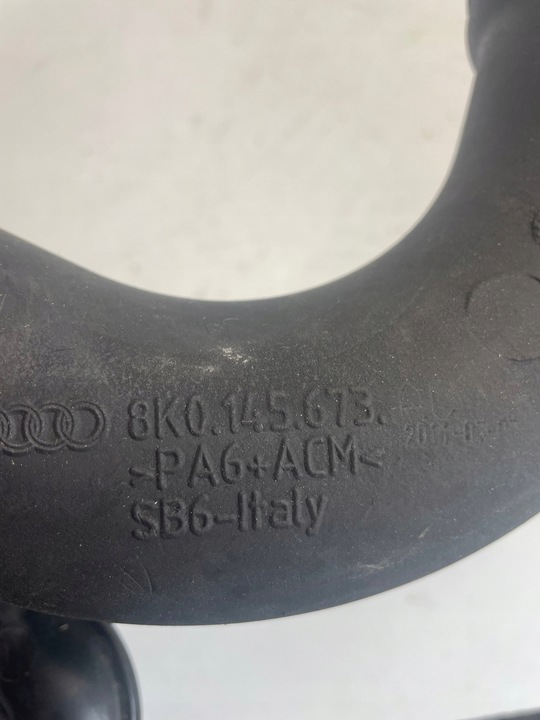 8K0.145.673.
>PA6+ACM<
SB6-Italy